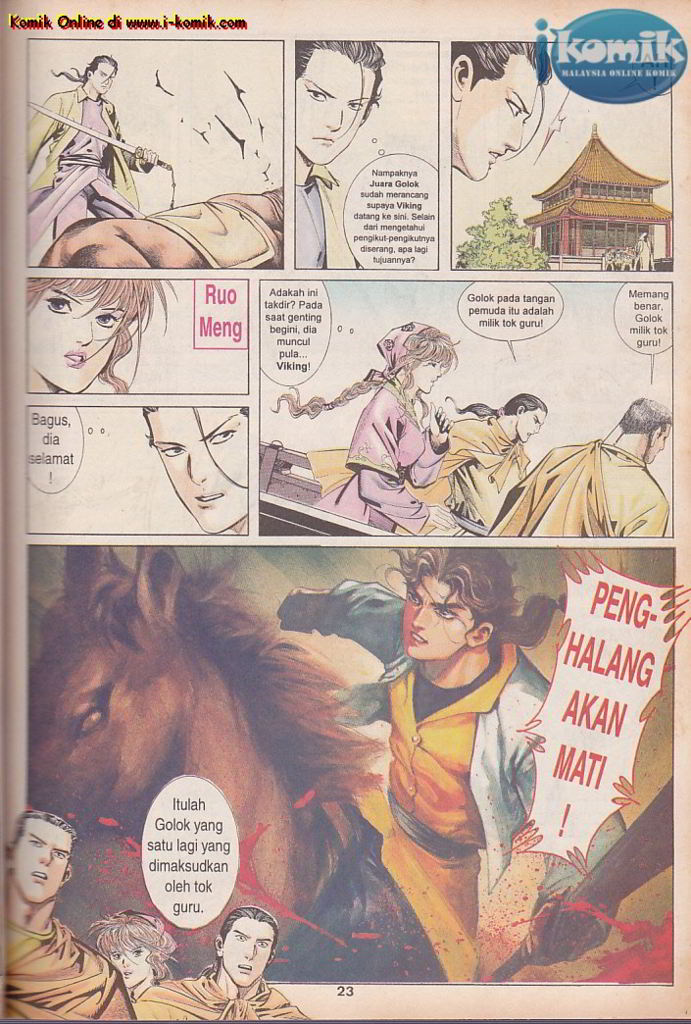 Komik Online di www.i-komik.com
ikomik
MALAYSIA ONLINE KOMIK
Nampaknya
Juara Golok
sudah merancang
supaya Viking
datang ke sini. Selain
dari mengetahui
pengikut-pengikutnya
diserang, apa lagi
tujuannya?
Ruo
Meng
Adakah ini
takdir? Pada
saat genting
begini, dia
muncul
pula...
Viking!
Golok pada tangan
pemuda itu adalah
milik tok guru!
Memang
benar,
Golok
milik tok
guru!
Bagus,
dia
selamat
!
PENG-
HALANG
AKAN
MATI
!
Itulah
Golok yang
satu lagi yang
dimaksudkan
oleh tok
guru.
23